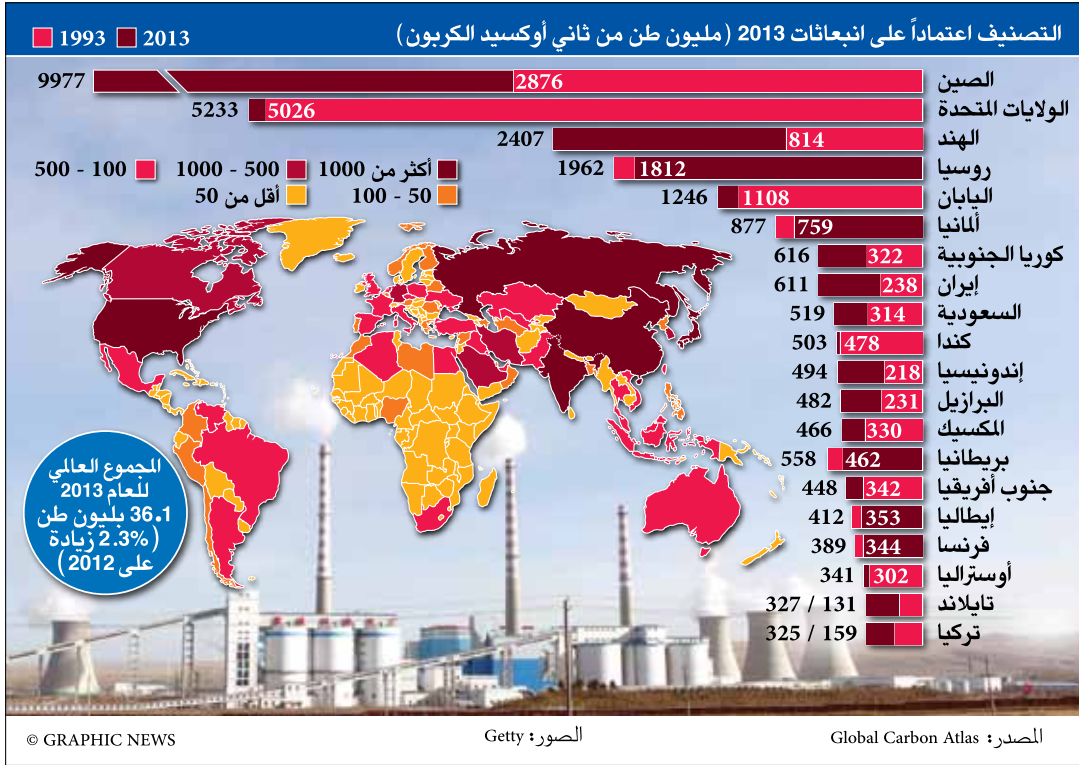 التصنيف اعتماداً على انبعاثات 2013 (مليون طن من ثاني أوكسيد الكربون)
2013
1993
الصين 2876 9977
الولايات المتحدة 5026 5233
الهند 814 2407
روسيا 1812 1962
اليابان 1108 1246
ألمانيا 759 877
كوريا الجنوبية 322 616
إيران 238 611
السعودية 314 519
كندا 478 503
إندونيسيا 218 494
البرازيل 231 482
المكسيك 330 466
بريطانيا 462 558
جنوب أفريقيا 342 448
إيطاليا 353 412
فرنسا 344 389
أوستراليا 302 341
تايلاند 327 / 131
تركيا 325 / 159
أكثر من 1000
500 - 1000
100 - 500
50 - 100
أقل من 50
المجموع العالمي
للعام 2013
36.1 بليون طن
(2.3% زيادة
على 2012)
المصدر: Global Carbon Atlas
الصور: Getty
© GRAPHIC NEWS